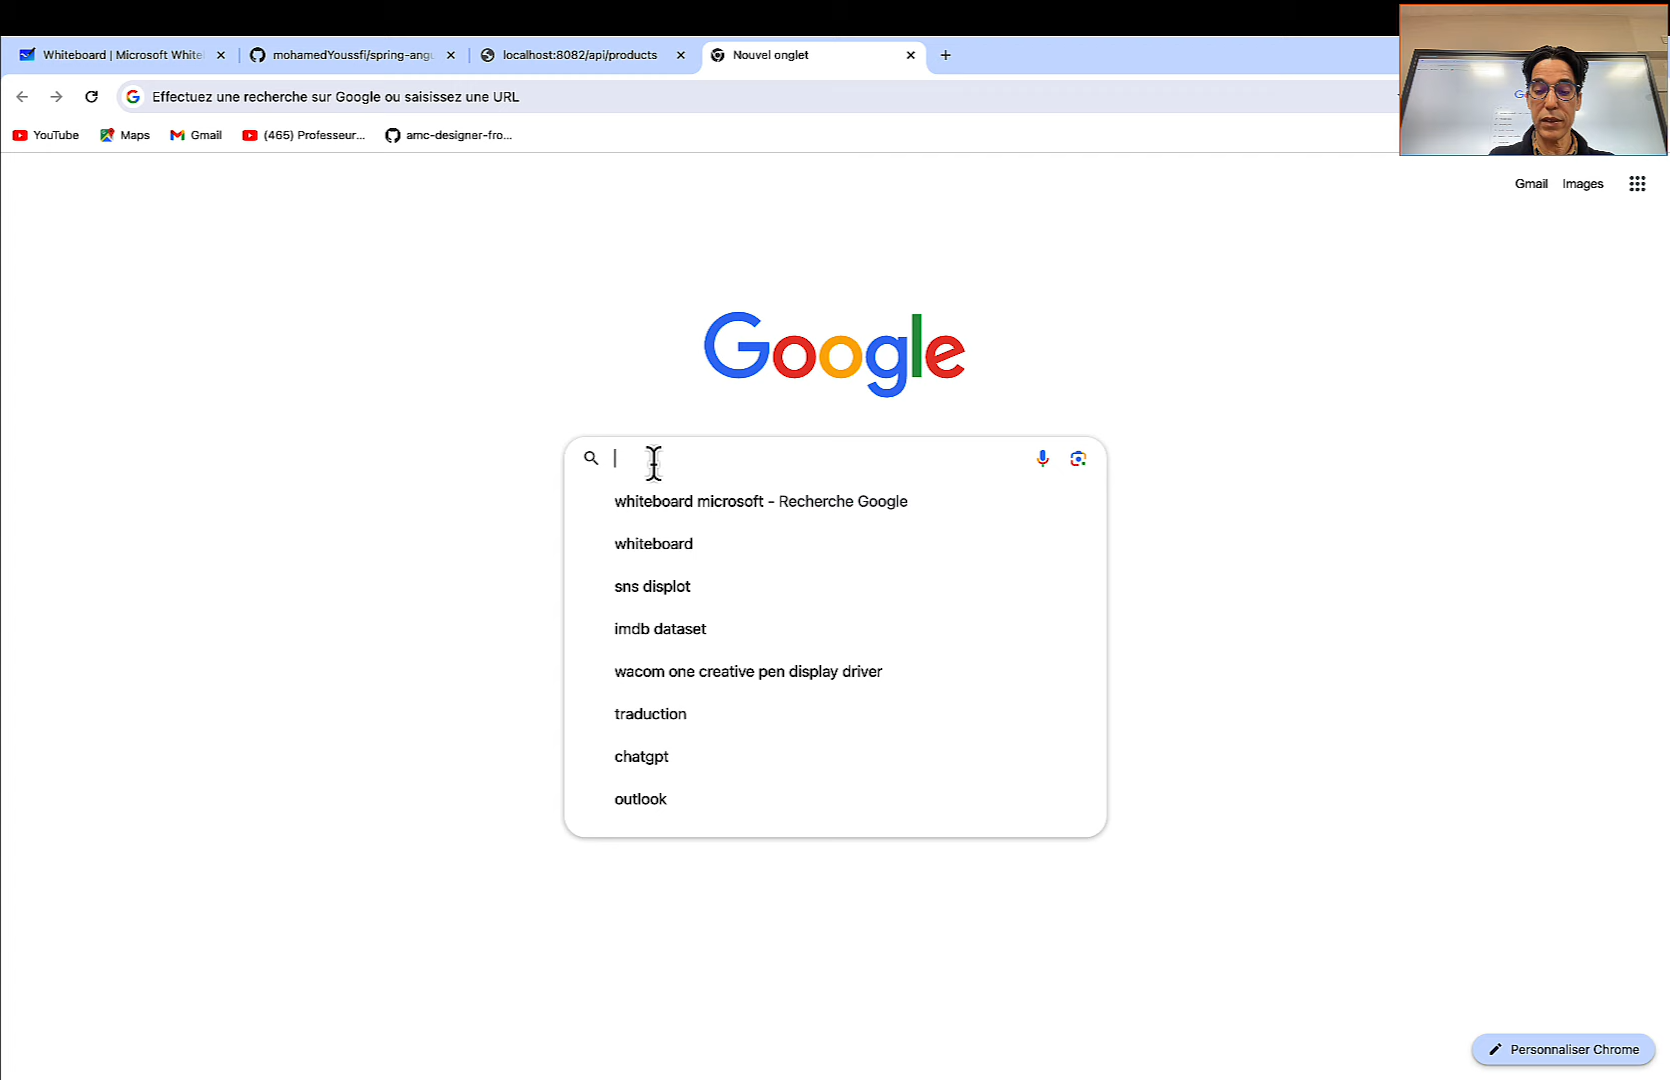 Whiteboard | Microsoft White
mohamedYoussfi/spring-angu
localhost:8082/api/products
Nouvel onglet
Effectuez une recherche sur Google ou saisissez une URL
YouTube
Maps
Gmail
(465) Professeur...
amc-designer-fro...
Gmail
Images
Google
whiteboard microsoft - Recherche Google
whiteboard
sns displot
imdb dataset
wacom one creative pen display driver
traduction
chatgpt
outlook
Personnaliser Chrome